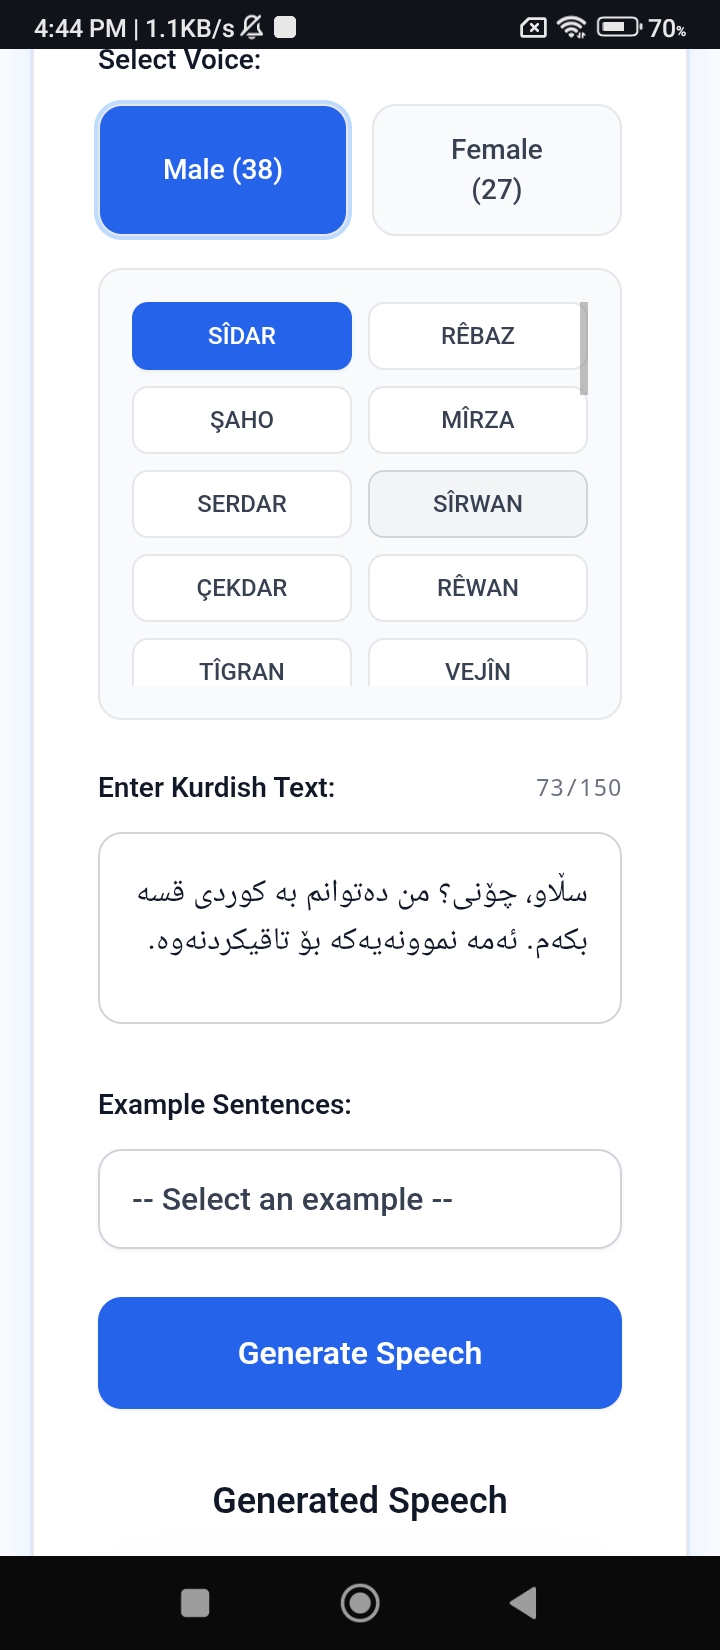 4:44 PM | 1.1KB/s
70%
Select Voice:
Male (38)
Female
(27)
SÎDAR
RÊBAZ
ŞAHO
MÎRZA
SERDAR
SÎRWAN
ÇEKDAR
RÊWAN
TÎGRAN
VEJÎN
Enter Kurdish Text:
73/150
سڵاو، چۆنی؟ من دەتوانم بە کوردی قسە
بکەم. ئەمە نموونەیەکە بۆ تاقیکردنەوە.
Example Sentences:
-- Select an example --
Generate Speech
Generated Speech